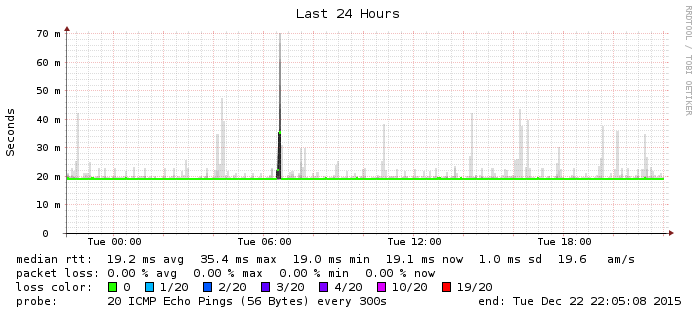 Last 24 Hours
RRDTOOL / TOBI OETIKER
Seconds
70 m
60 m
50 m
40 m
30 m
20 m
10 m
0
Tue 00:00 Tue 06:00 Tue 12:00 Tue 18:00
median rtt: 19.2 ms avg 35.4 ms max 19.0 ms min 19.1 ms now 1.0 ms sd 19.6 am/s
packet loss: 0.00 % avg 0.00 % max 0.00 % min 0.00 % now
loss color: 0 1/20 2/20 3/20 4/20 10/20 19/20
probe: 20 ICMP Echo Pings (56 Bytes) every 300s end: Tue Dec 22 22:05:08 2015